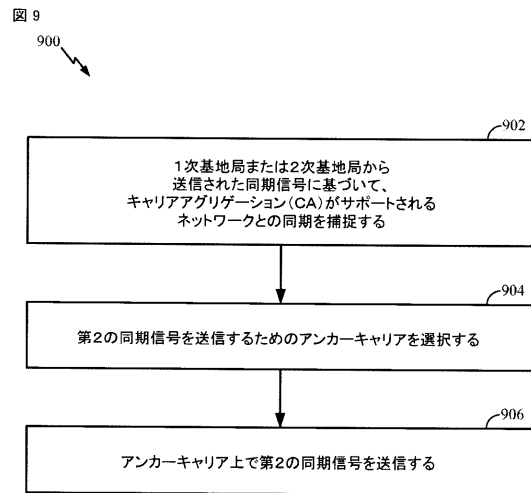 図 9
900
902
1次基地局または2次基地局から
送信された同期信号に基づいて、
キャリアアグリゲーション(CA)がサポートされる
ネットワークとの同期を捕捉する
904
第2の同期信号を送信するためのアンカーキャリアを選択する
906
アンカーキャリア上で第2の同期信号を送信する